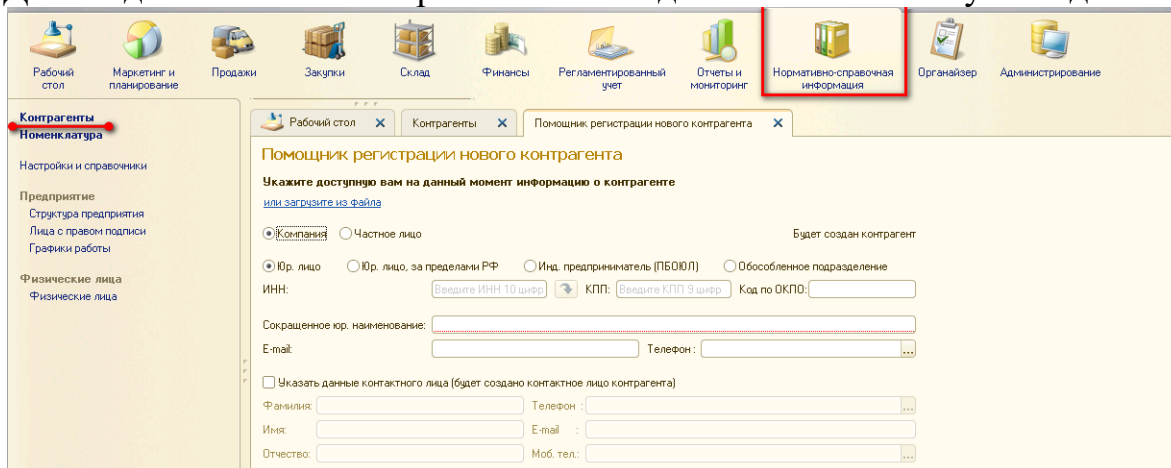 Рабочий стол
Маркетинг и планирование
Продажи
Закупки
Склад
Финансы
Регламентированный учет
Отчеты и мониторинг
Нормативно-справочная информация
Органайзер
Администрирование
Контрагенты
Номенклатура
Настройки и справочники
Предприятие
Структура предприятия
Лица с правом подписи
Графики работы
Физические лица
Физические лица
Рабочий стол Контрагенты Помощник регистрации нового контрагента
Помощник регистрации нового контрагента
Укажите доступную вам на данный момент информацию о контрагенте
или загрузите из файла
Компания Частное лицо Будет создан контрагент
Юр. лицо Юр. лицо, за пределами РФ Инд. предприниматель (ПБОЮЛ) Обособленное подразделение
ИНН: Введите ИНН 10 цифр КПП: Введите КПП 9 цифр Код по ОКПО:
Сокращенное юр. наименование:
E-mail: Телефон :
Указать данные контактного лица (будет создано контактное лицо контрагента)
Фамилия: Телефон :
Имя: E-mail :
Отчество: Моб. тел.: